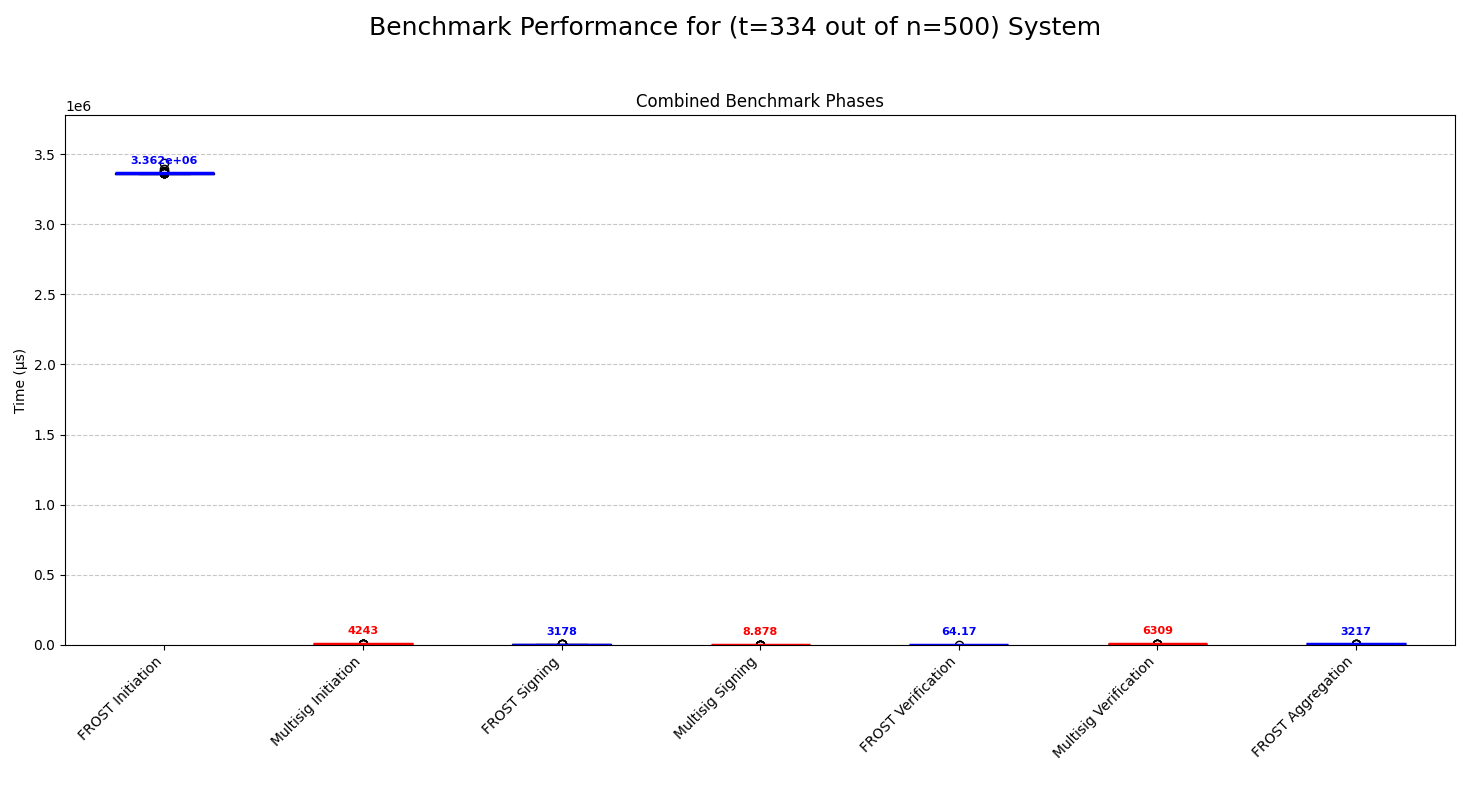 Benchmark Performance for (t=334 out of n=500) System
Combined Benchmark Phases
1e6
3.5
3.0
2.5
2.0
1.5
1.0
0.5
0.0
Time (µs)
3.362e+06
4243
3178
8.878
64.17
6309
3217
FROST Initiation
Multisig Initiation
FROST Signing
Multisig Signing
FROST Verification
Multisig Verification
FROST Aggregation